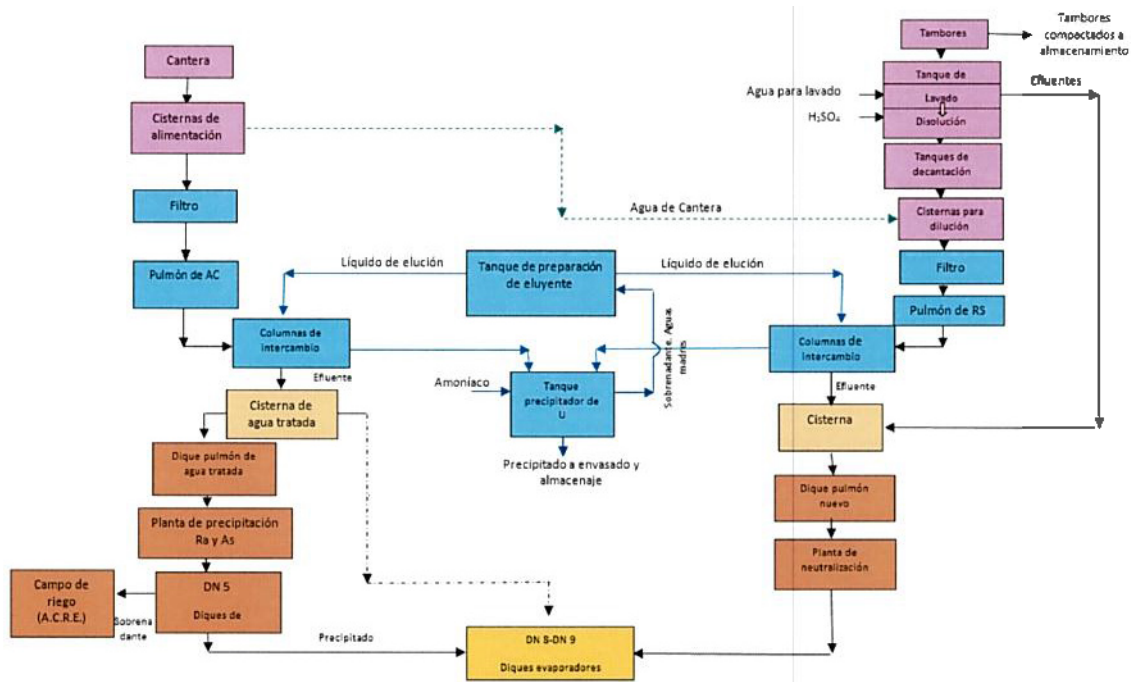 Tambores
Tambores
compactados a
almacenamiento
Cantera
Tanque de
Efluentes
Agua para lavado
Lavado
H₂SO₄
Disolución
Cisternas de
alimentación
Tanques de
decantación
Filtro
Agua de Cantera
Cisternas para
dilución
Pulmón de AC
Líquido de elución
Tanque de preparación
de eluyente
Líquido de elución
Filtro
Pulmón de RS
Columnas de
intercambio
Sobrenadante. Aguas
madres
Columnas de
intercambio
Efluente
Amoníaco
Tanque
precipitador de
U
Efluente
Cisterna de
agua tratada
Cisterna
Precipitado a envasado y
almacenaje
Dique pulmón de
agua tratada
Dique pulmón
nuevo
Planta de precipitación
Ra y As
Planta de
neutralización
Campo de
riego
(A.C.R.E.)
Sobrena
dante
DN 5
Diques de
Precipitado
DN 8-DN 9
Diques evaporadores